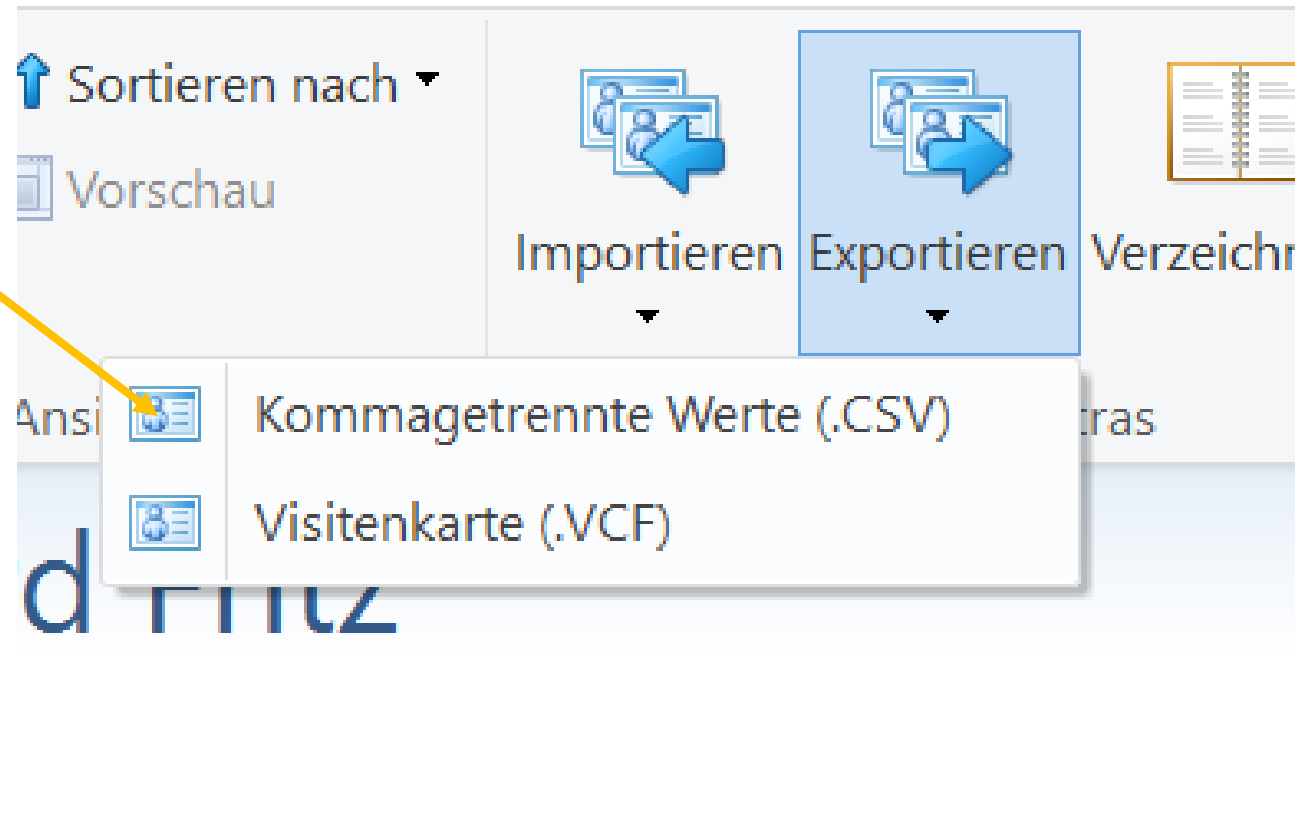 Sortieren nach
Vorschau
Importieren
Exportieren
Kommagetrennte Werte (.CSV)
Visitenkarte (.VCF)